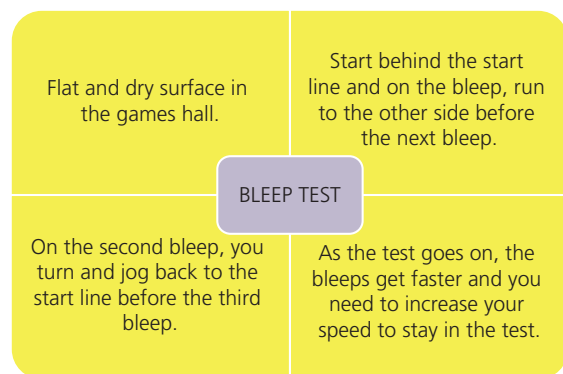 Flat and dry surface in
the games hall.
Start behind the start
line and on the bleep, run
to the other side before
the next bleep.
BLEEP TEST
On the second bleep, you
turn and jog back to the
start line before the third
bleep.
As the test goes on, the
bleeps get faster and you
need to increase your
speed to stay in the test.